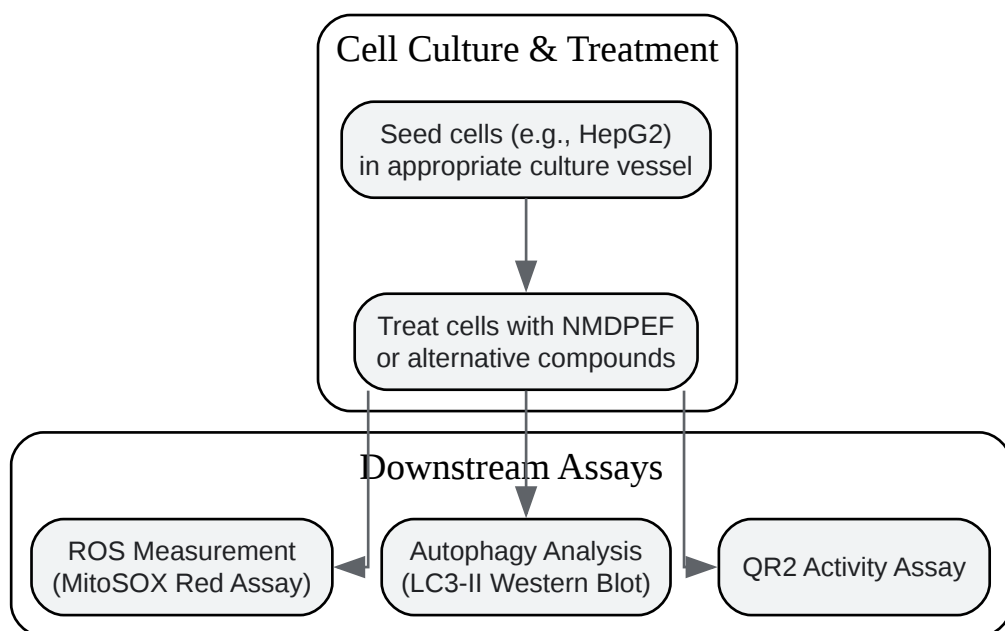 Cell Culture & Treatment
Seed cells (e.g., HepG2)
in appropriate culture vessel
Treat cells with NMDPEF
or alternative compounds
Downstream Assays
ROS Measurement
(MitoSOX Red Assay)
Autophagy Analysis
(LC3-II Western Blot)
QR2 Activity Assay